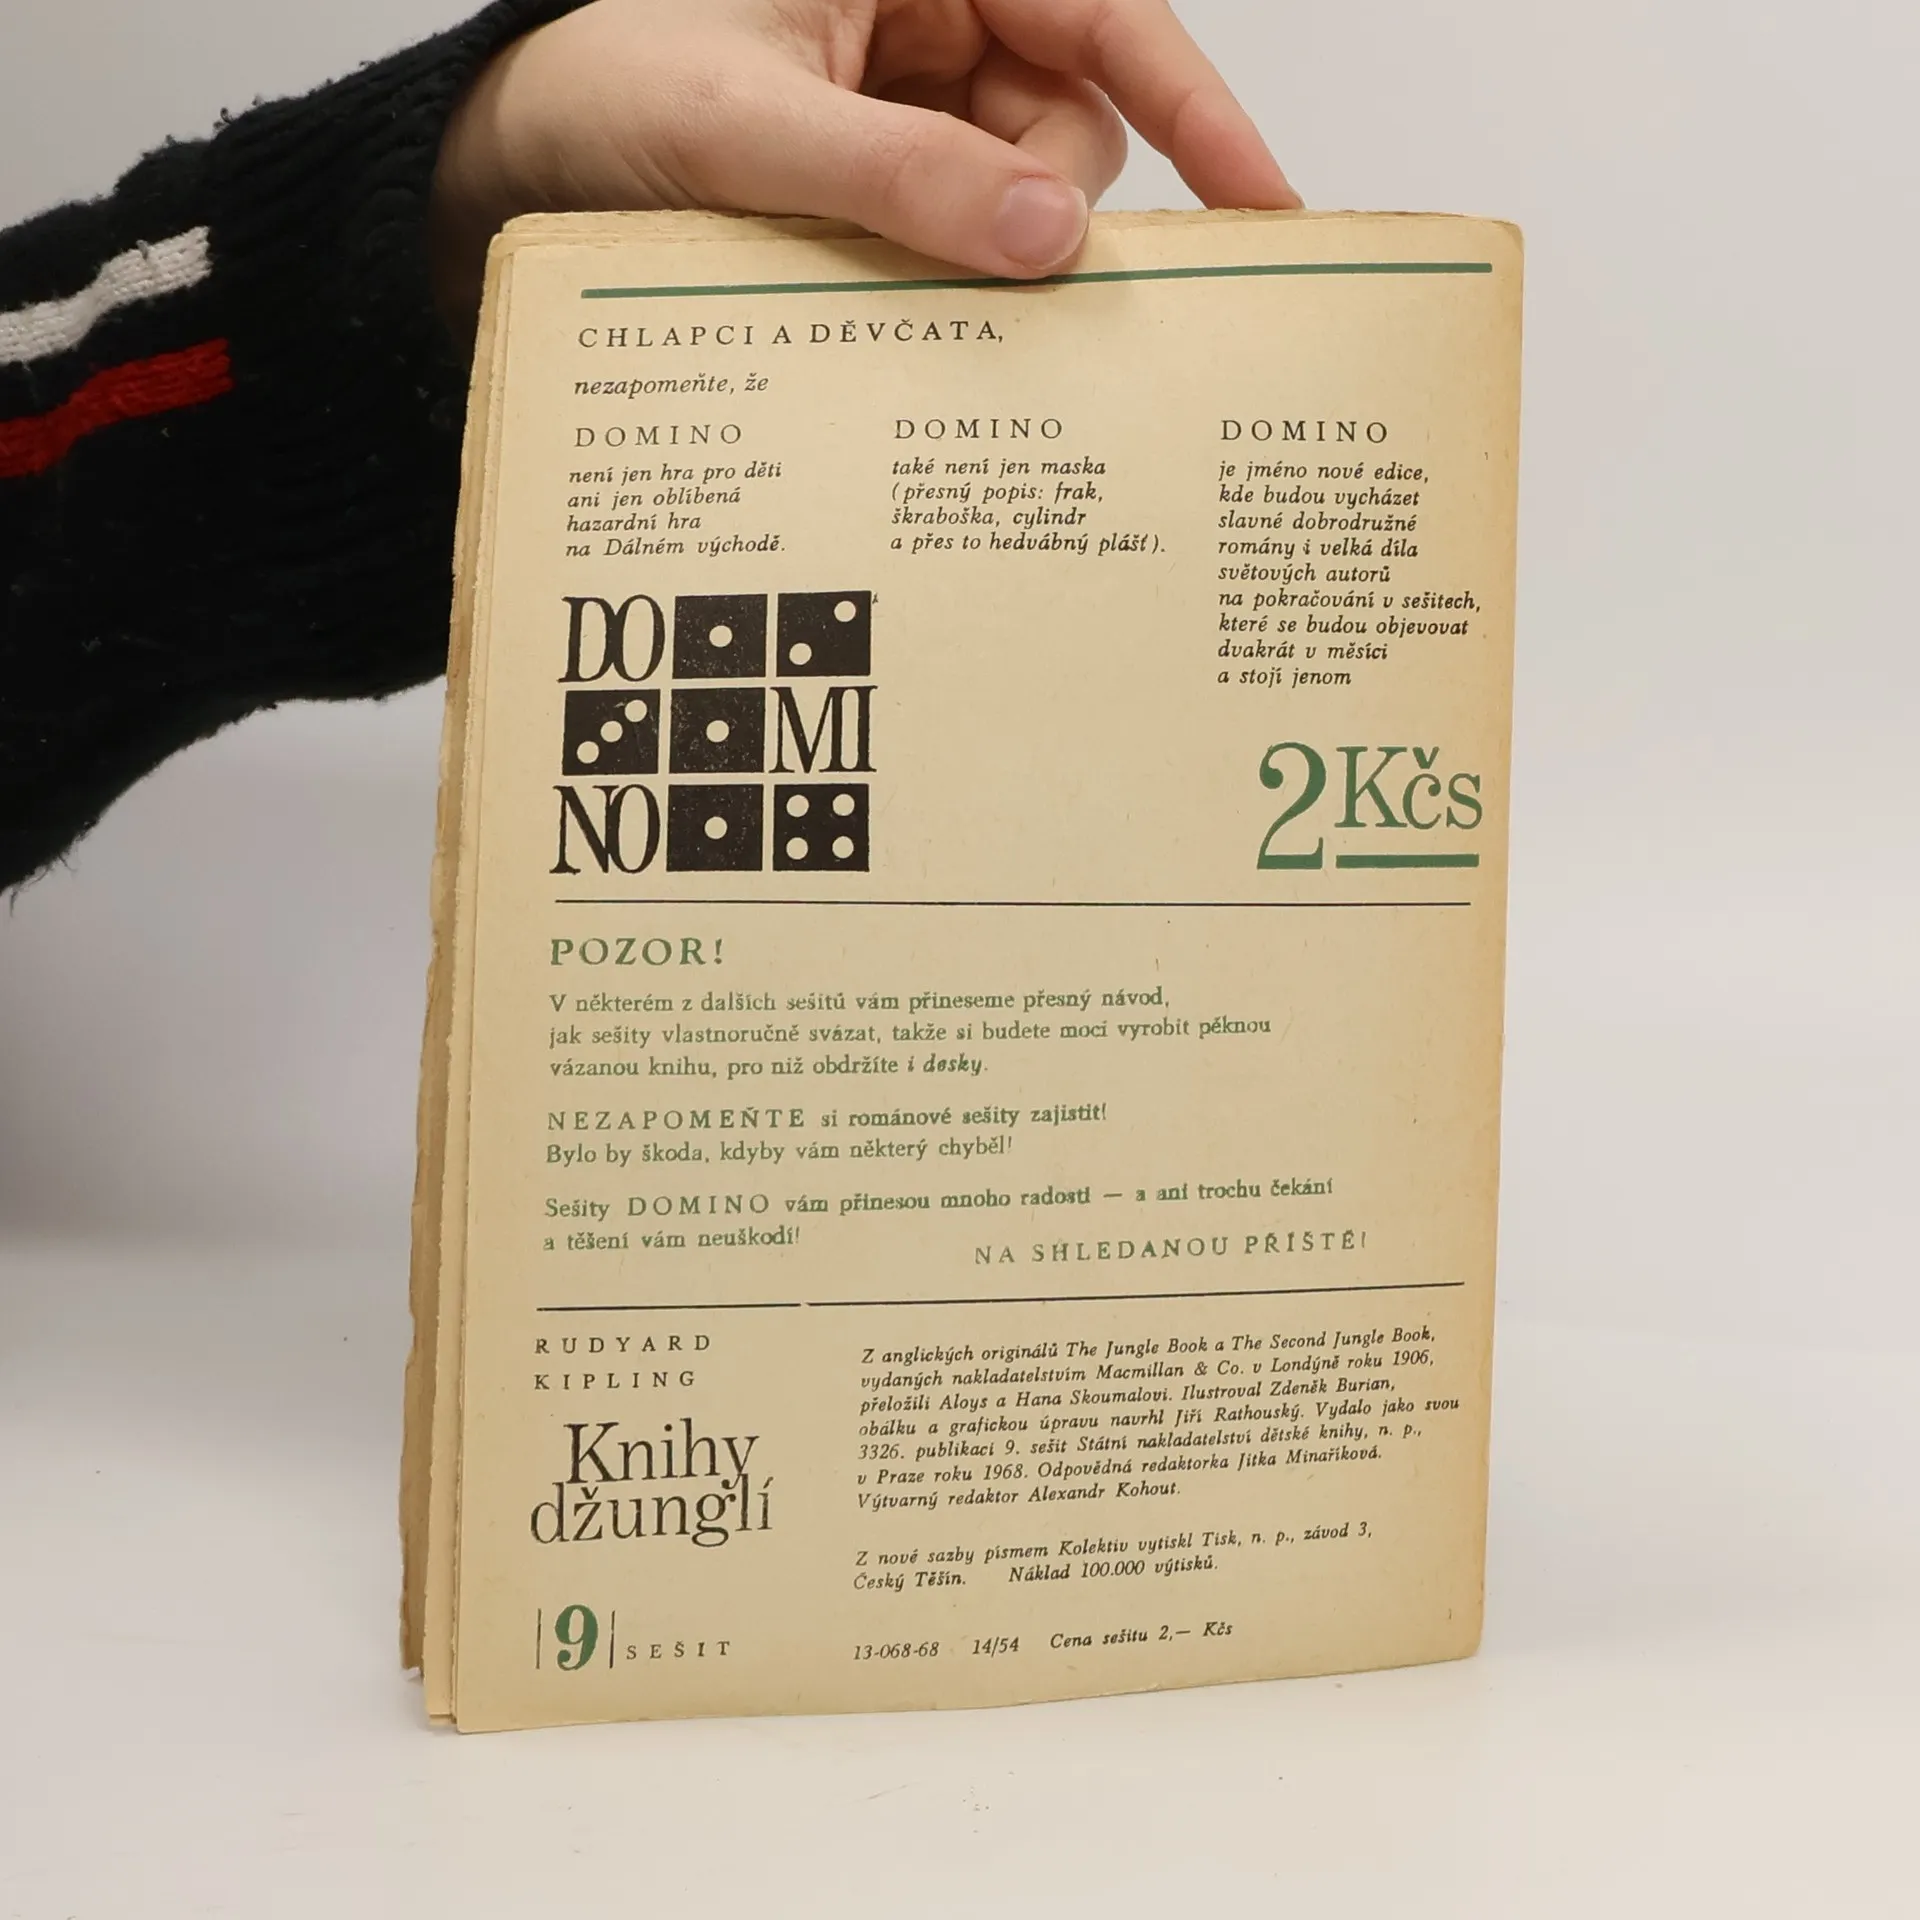 CHLAPCI A DĚVČATA,
nezapomeňte, že
DOMINO
není jen hra pro děti
ani jen oblíbená
hazardní hra
na Dálném východě.
DOMINO
také není jen maska
(přesný popis: frak,
škraboška, cylindr
a přes to hedvábný plášť).
DOMINO
je jméno nové edice,
kde budou vycházet
slavné dobrodružné
romány i velká díla
světových autorů
na pokračování v sešitech,
které se budou objevovat
dvakrát v měsíci
a stojí jenom
2 Kčs
DO
MI
NO
POZOR!
V některém z dalších sešitů vám přineseme přesný návod,
jak sešity vlastnoručně svázat, takže si budete moci vyrobit pěknou
vázanou knihu, pro niž obdržíte i desky.
NEZAPOMEŇTE si románové sešity zajistit!
Bylo by škoda, kdyby vám některý chyběl!
Sešity DOMINO vám přinesou mnoho radosti — a ani trochu čekání
a těšení vám neuškodí!
NA SHLEDANOU PŘÍŠTĚ!
RUDYARD
KIPLING
Knihy
džunglí
9 SEŠIT
Z anglických originálů The Jungle Book a The Second Jungle Book,
vydaných nakladatelstvím Macmillan & Co. v Londýně roku 1906,
přeložili Aloys a Hana Skoumalovi. Ilustroval Zdeněk Burian,
obálku a grafickou úpravu navrhl Jiří Rathouský. Vydalo jako svou
3326. publikaci 9. sešit Státní nakladatelství dětské knihy, n. p.,
v Praze roku 1968. Odpovědná redaktorka Jitka Minaříková.
Výtvarný redaktor Alexandr Kohout.
Z nové sazby písmem Kolektiv vytiskl Tisk, n. p., závod 3,
Český Těšín. Náklad 100.000 výtisků.
13-068-68 14/54 Cena sešitu 2,— Kčs